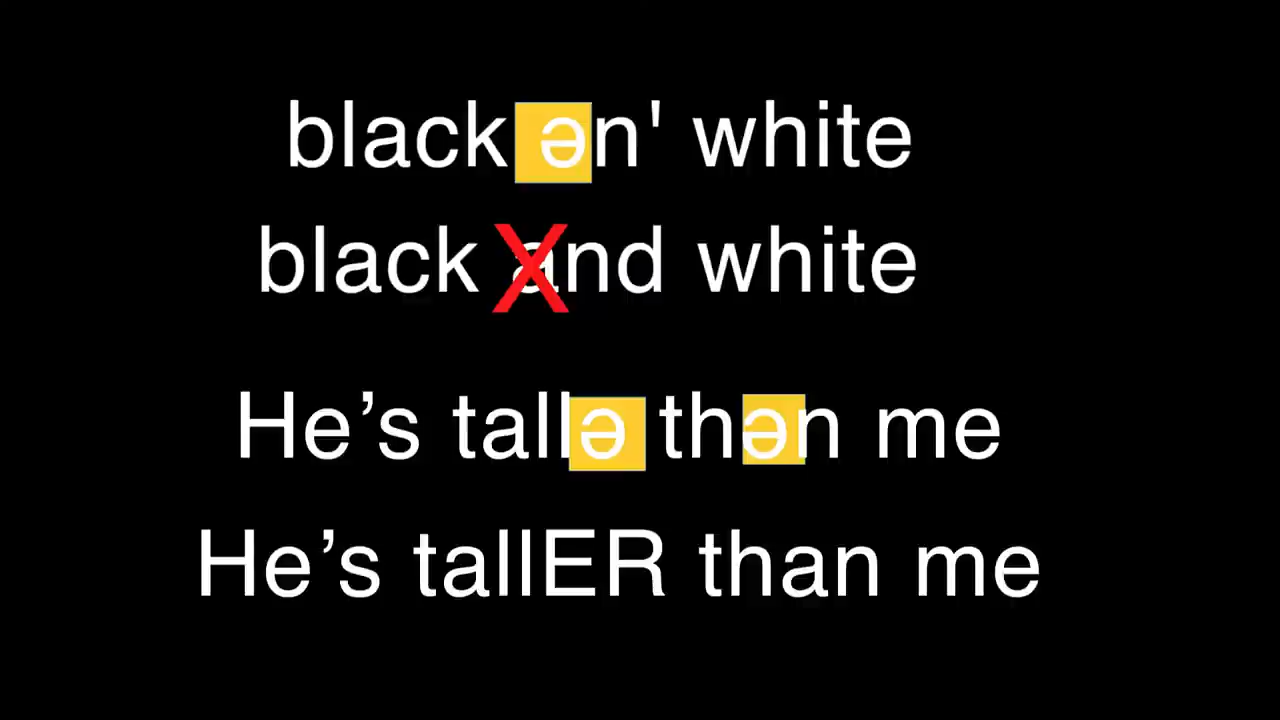 black ən' white
black and white
He’s tallə thən me
He’s tallER than me